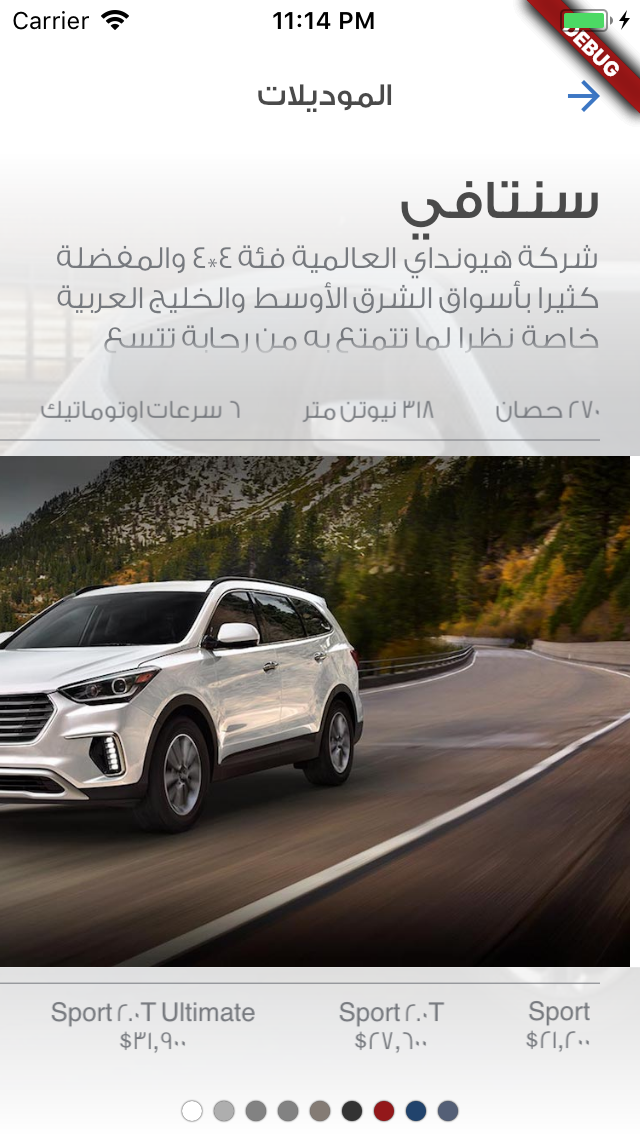 Carrier 11:14 PM
DEBUG
الموديلات
سنتافي
شركة هيونداي العالمية فئة ٤*٤ والمفضلة
كثيرا بأسواق الشرق الأوسط والخليج العربية
خاصة نظرا لما تتمتع به من رحابة تتسع
٢٧٠ حصان ٣١٨ نيوتن متر ٦ سرعات اوتوماتيك
Sport Sport ٢.٠T Sport ٢.٠T Ultimate
$٢١,٢٠٠ $٢٧,٦٠٠ $٣١,٩٠٠